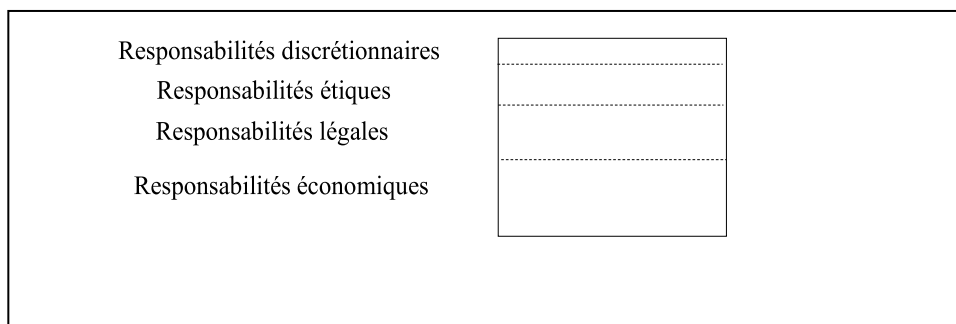 Responsabilités discrétionnaires
Responsabilités étiques
Responsabilités légales
Responsabilités économiques